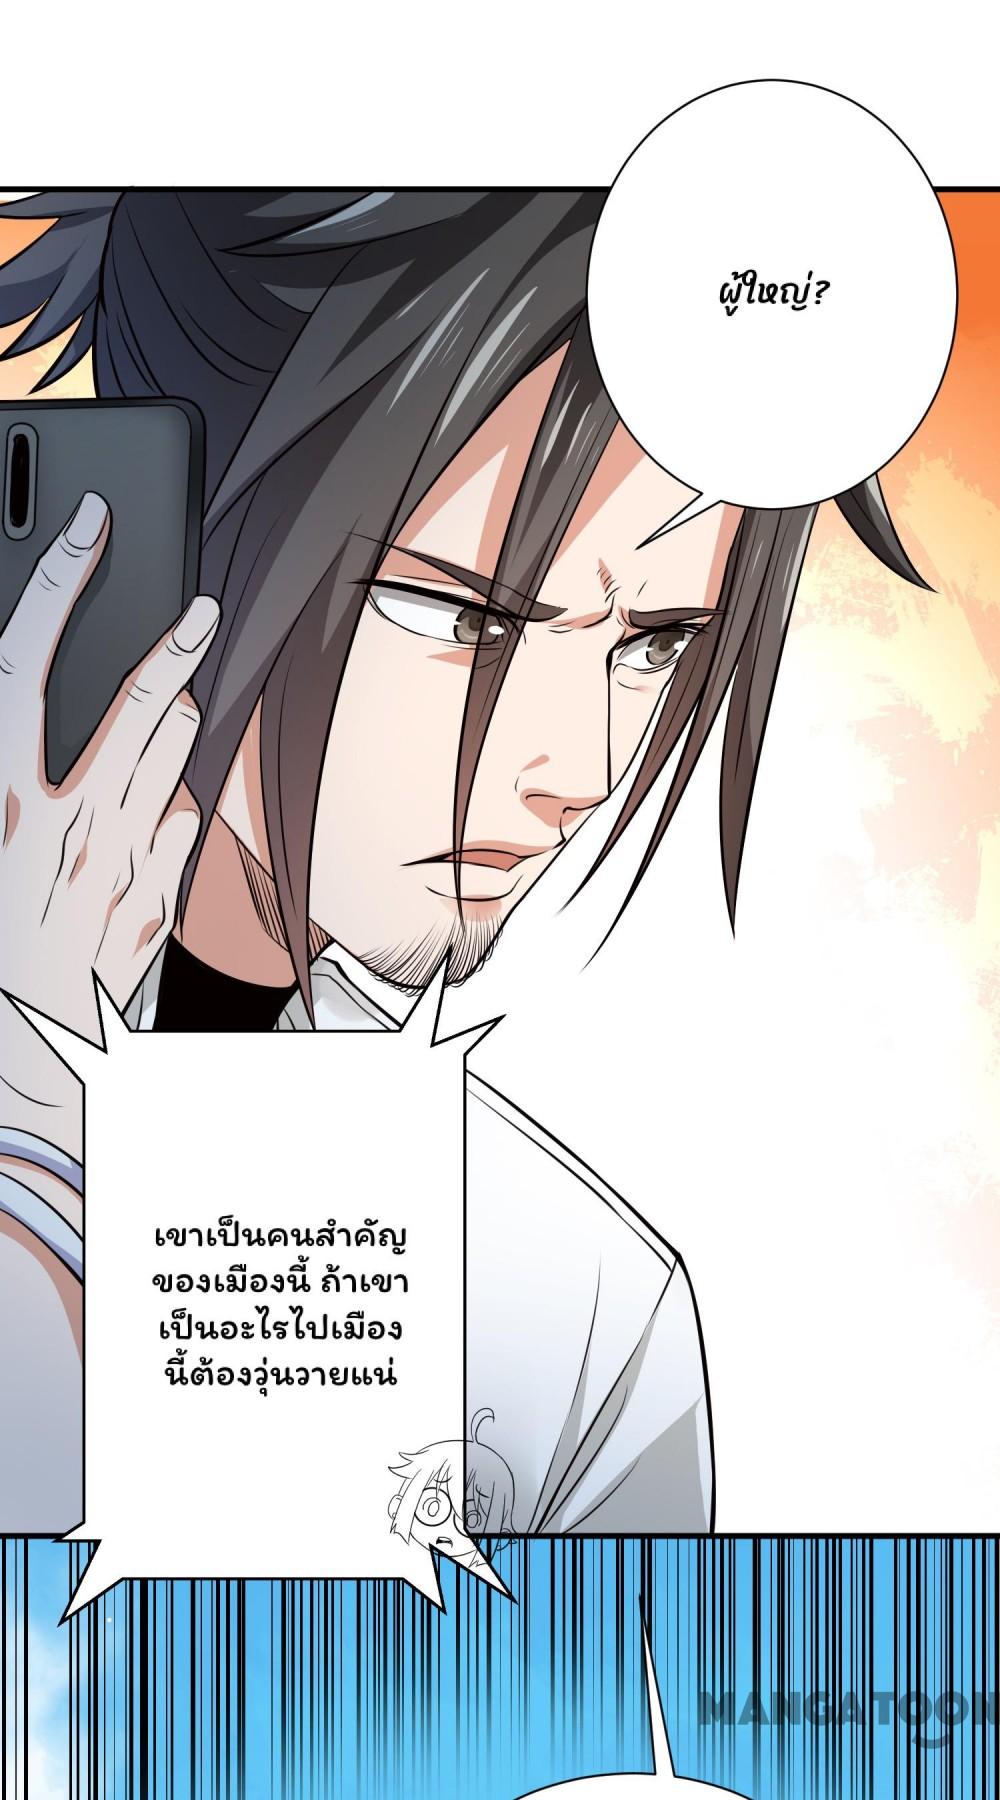 ผู้ใหญ่?
เขาเป็นคนสำคัญ
ของเมืองนี้ ถ้าเขา
เป็นอะไรไปเมือง
นี้ต้องวุ่นวายแน่
MANGATOON